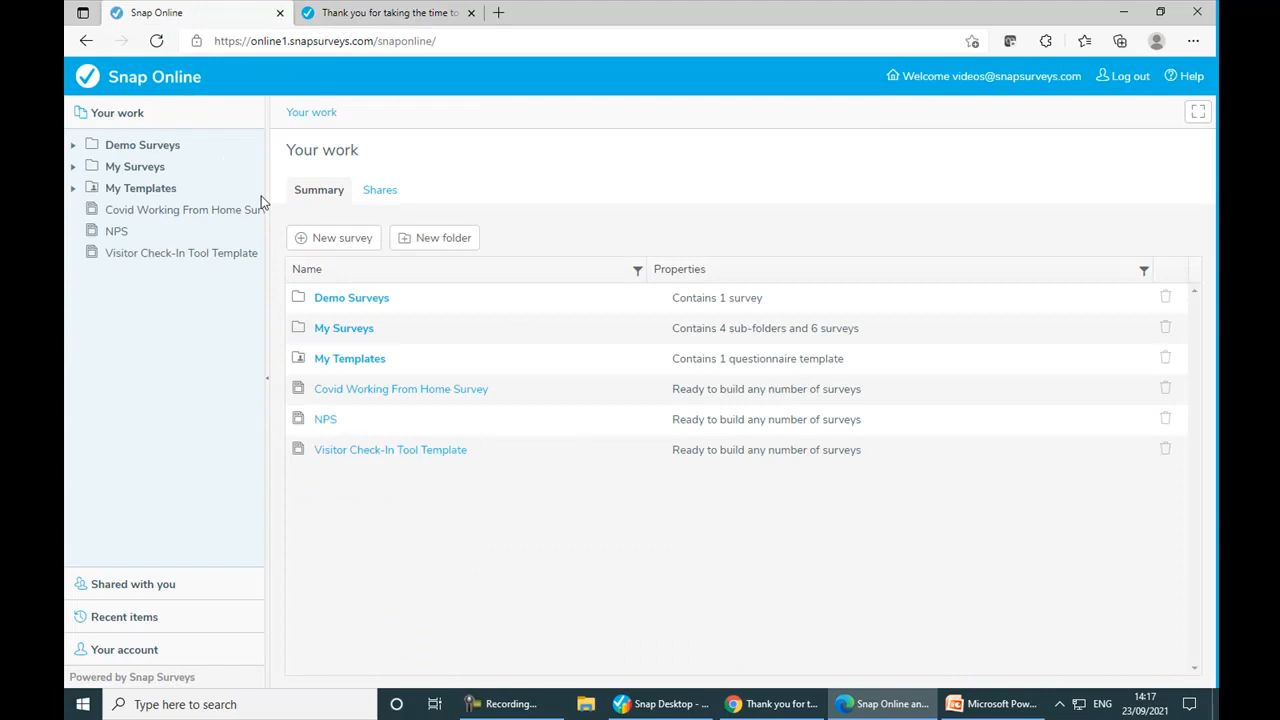 Snap Online
Thank you for taking the time to
https://online1.snapsurveys.com/snaponline/
Snap Online
Welcome videos@snapsurveys.com
Log out
Help
Your work
Demo Surveys
My Surveys
My Templates
Covid Working From Home Sur
NPS
Visitor Check-In Tool Template
Shared with you
Recent items
Your account
Powered by Snap Surveys
Your work
Your work
Summary
Shares
New survey
New folder
Name
Properties
Demo Surveys
Contains 1 survey
My Surveys
Contains 4 sub-folders and 6 surveys
My Templates
Contains 1 questionnaire template
Covid Working From Home Survey
Ready to build any number of surveys
NPS
Ready to build any number of surveys
Visitor Check-In Tool Template
Ready to build any number of surveys
Type here to search
Recording...
Snap Desktop - ...
Thank you for t...
Snap Online an...
Microsoft Pow...
ENG
14:17
23/09/2021